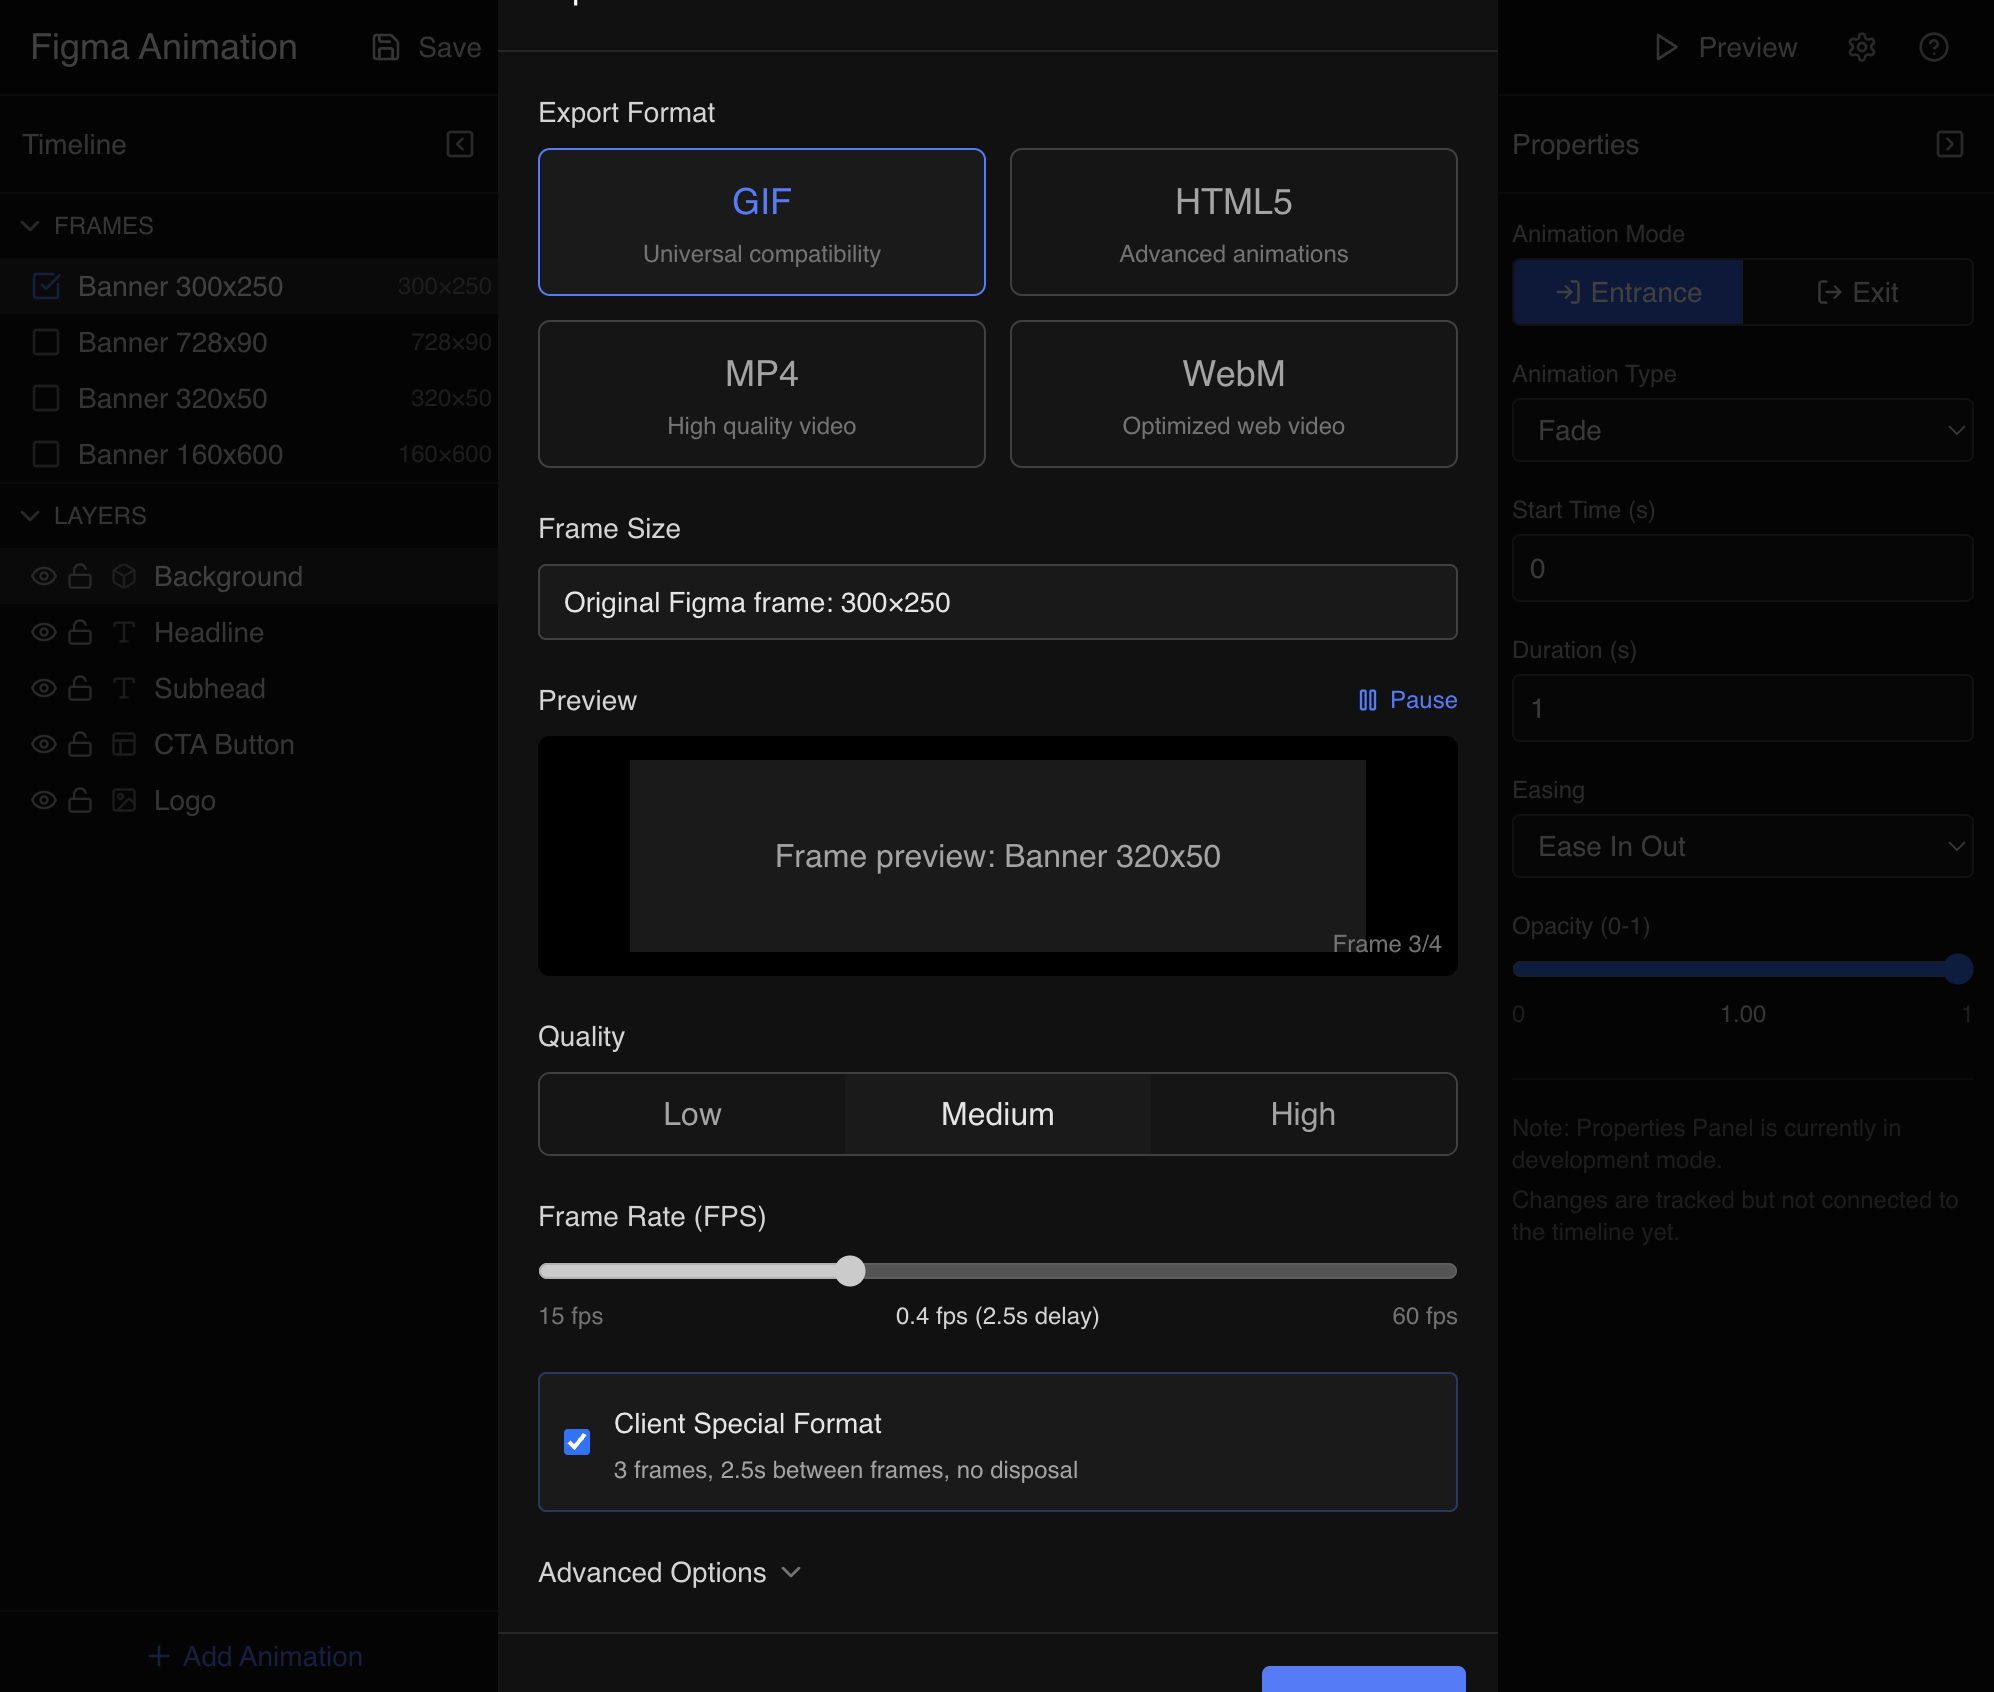 Figma Animation
Save
Preview
Timeline
FRAMES
Banner 300x250
300×250
Banner 728x90
728×90
Banner 320x50
320×50
Banner 160x600
160×600
LAYERS
Background
Headline
Subhead
CTA Button
Logo
Add Animation
Export Format
GIF
Universal compatibility
HTML5
Advanced animations
MP4
High quality video
WebM
Optimized web video
Frame Size
Original Figma frame: 300×250
Preview
Pause
Frame preview: Banner 320x50
Frame 3/4
Quality
Low
Medium
High
Frame Rate (FPS)
15 fps
0.4 fps (2.5s delay)
60 fps
Client Special Format
3 frames, 2.5s between frames, no disposal
Advanced Options
Properties
Animation Mode
Entrance
Exit
Animation Type
Fade
Start Time (s)
0
Duration (s)
1
Easing
Ease In Out
Opacity (0-1)
0
1.00
1
Note: Properties Panel is currently in
development mode.
Changes are tracked but not connected to
the timeline yet.